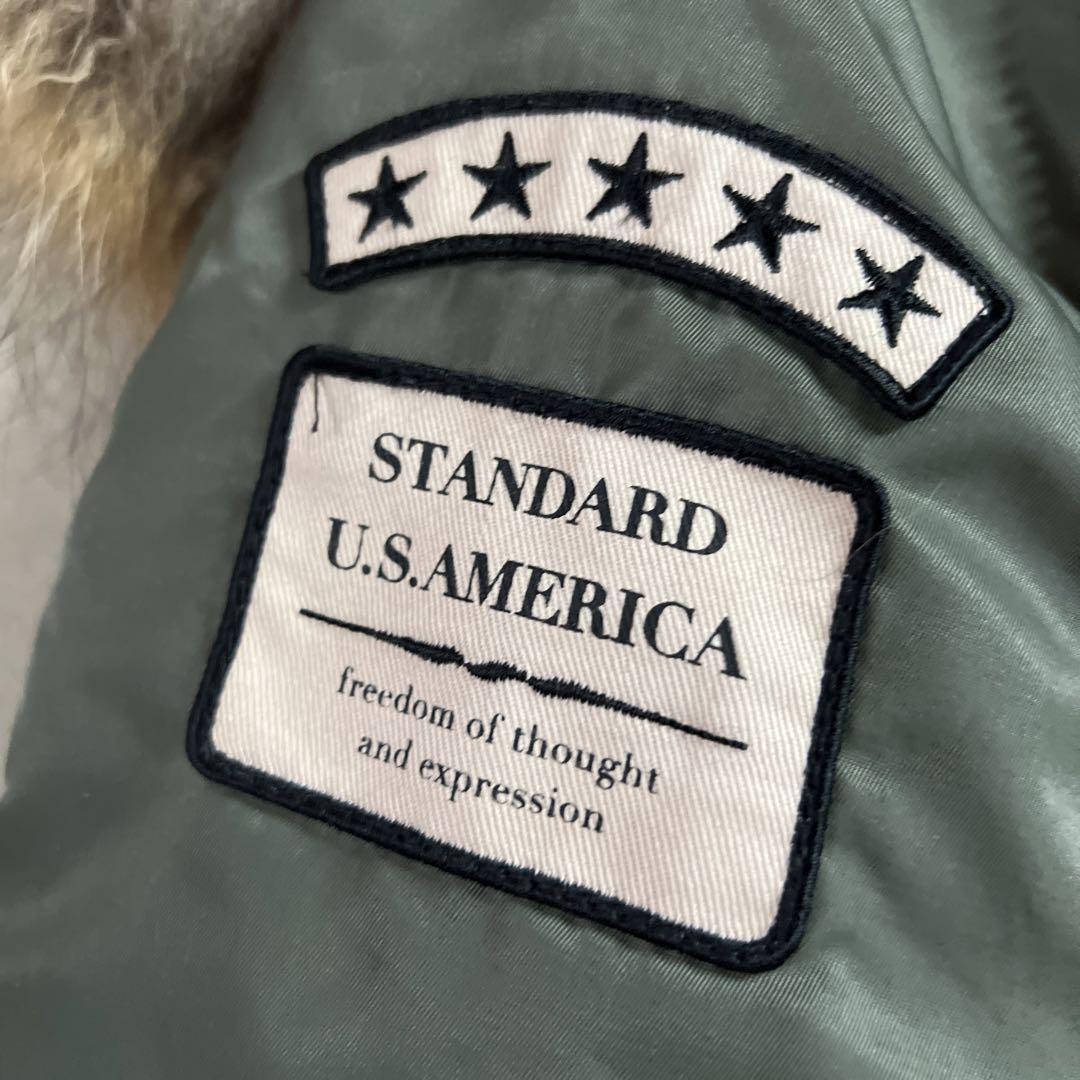 STANDARD
U.S.AMERICA
freedom of thought
and expression